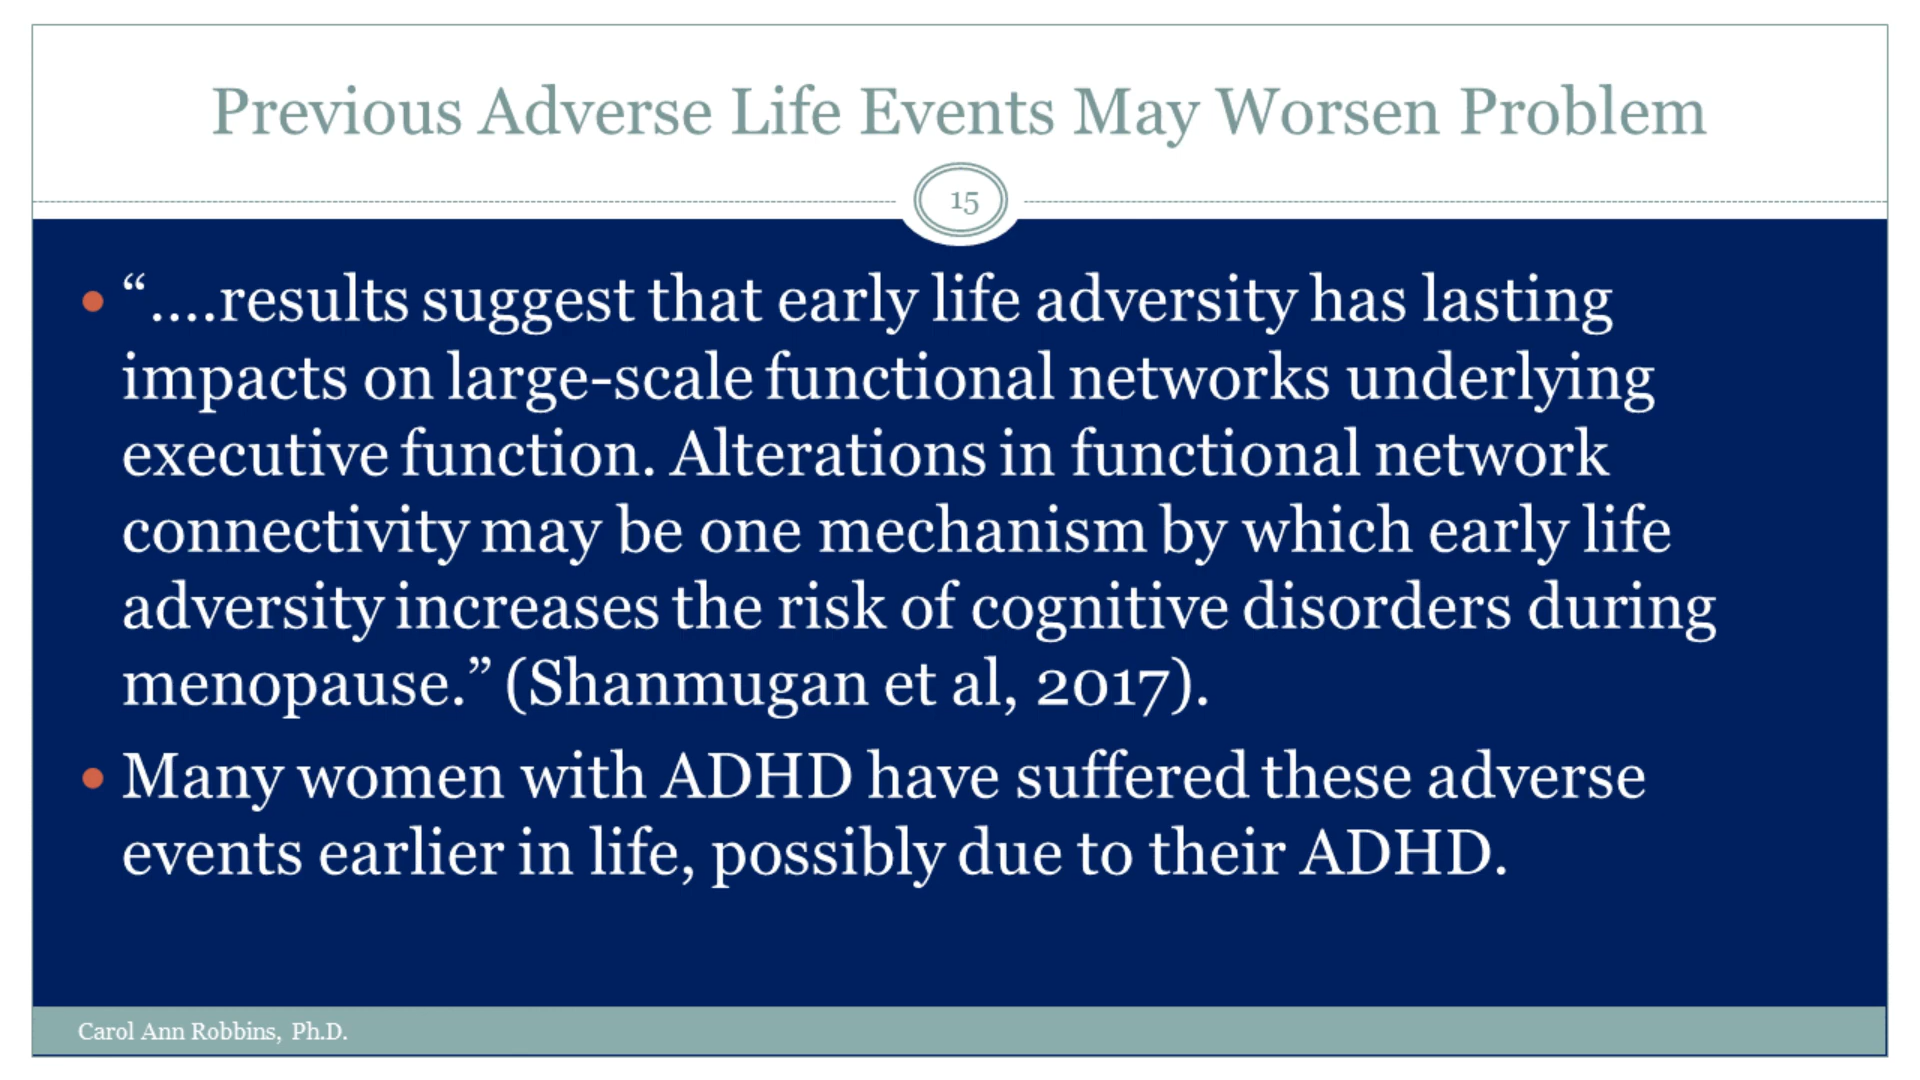 Previous Adverse Life Events May Worsen Problem
15
• “....results suggest that early life adversity has lasting
impacts on large-scale functional networks underlying
executive function. Alterations in functional network
connectivity may be one mechanism by which early life
adversity increases the risk of cognitive disorders during
menopause.” (Shanmugan et al, 2017).
• Many women with ADHD have suffered these adverse
events earlier in life, possibly due to their ADHD.
Carol Ann Robbins, Ph.D.